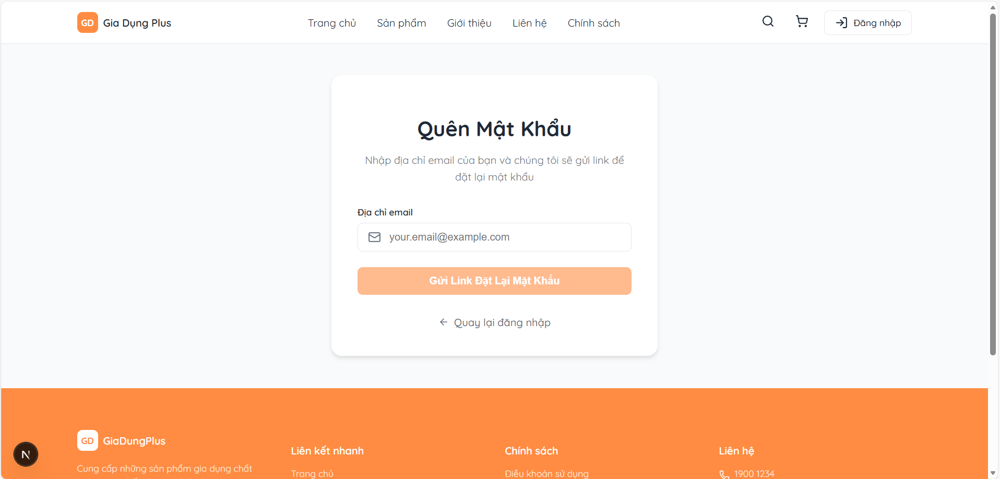 GD Gia Dụng Plus
Trang chủ Sản phẩm Giới thiệu Liên hệ Chính sách
Đăng nhập
Quên Mật Khẩu
Nhập địa chỉ email của bạn và chúng tôi sẽ gửi link để
đặt lại mật khẩu
Địa chỉ email
your.email@example.com
Gửi Link Đặt Lại Mật Khẩu
Quay lại đăng nhập
GD GiaDungPlus
Cung cấp những sản phẩm gia dụng chất
Liên kết nhanh
Trang chủ
Chính sách
Điều khoản sử dụng
Liên hệ
1900 1234
N